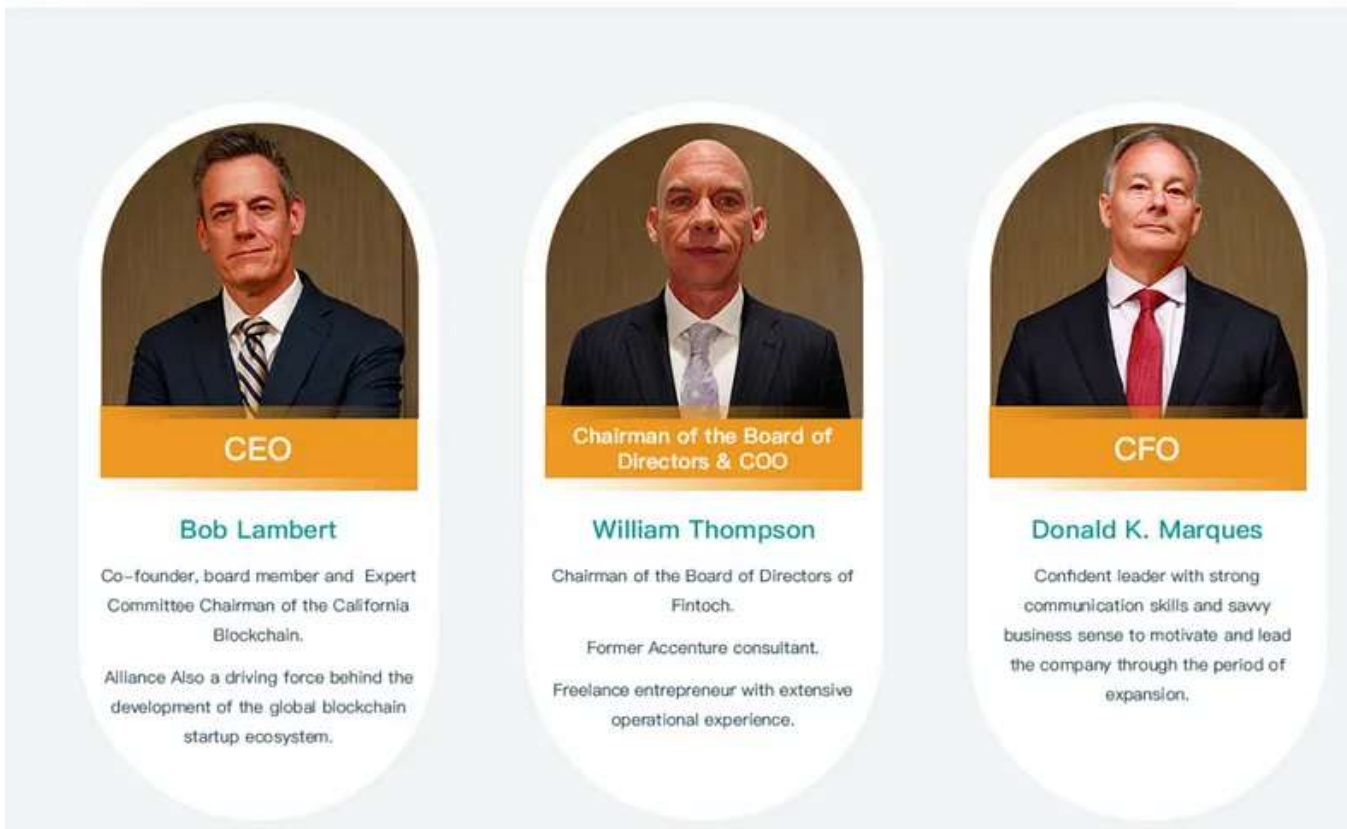 CEO
Bob Lambert
Co-founder, board member and Expert
Committee Chairman of the California
Blockchain.
Alliance Also a driving force behind the
development of the global blockchain
startup ecosystem.
Chairman of the Board of
Directors & COO
William Thompson
Chairman of the Board of Directors of
Fintoch.
Former Accenture consultant.
Freelance entrepreneur with extensive
operational experience.
CFO
Donald K. Marques
Confident leader with strong
communication skills and savvy
business sense to motivate and lead
the company through the period of
expansion.